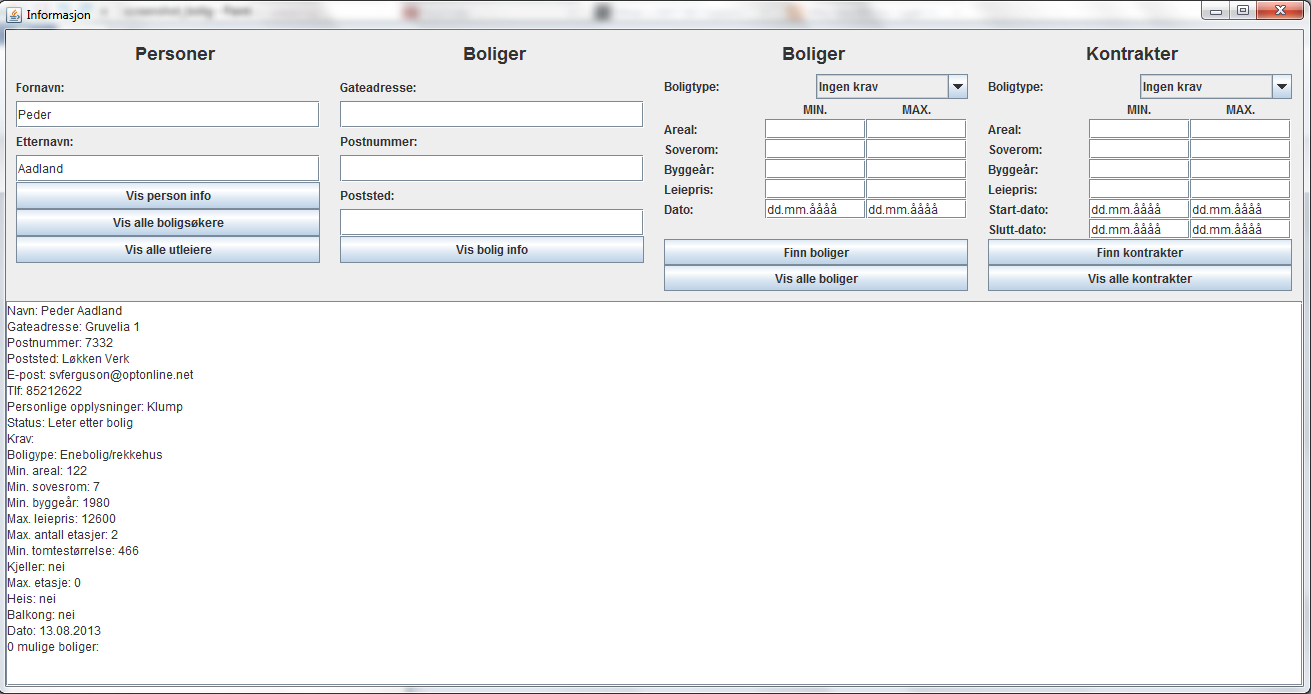 Informasjon
Personer
Fornavn:
Peder
Etternavn:
Aadland
Vis person info
Vis alle boligsøkere
Vis alle utleiere
Boliger
Gateadresse:
Postnummer:
Poststed:
Vis bolig info
Boliger
Boligtype: Ingen krav
MIN. MAX.
Areal:
Soverom:
Byggeår:
Leiepris:
Dato: dd.mm.åååå dd.mm.åååå
Finn boliger
Vis alle boliger
Kontrakter
Boligtype: Ingen krav
MIN. MAX.
Areal:
Soverom:
Byggeår:
Leiepris:
Start-dato: dd.mm.åååå dd.mm.åååå
Slutt-dato: dd.mm.åååå dd.mm.åååå
Finn kontrakter
Vis alle kontrakter
Navn: Peder Aadland
Gateadresse: Gruvelia 1
Postnummer: 7332
Poststed: Løkken Verk
E-post: svferguson@optonline.net
Tlf: 85212622
Personlige opplysninger: Klump
Status: Leter etter bolig
Krav:
Boligype: Enebolig/rekkehus
Min. areal: 122
Min. sovesrom: 7
Min. byggeår: 1980
Max. leiepris: 12600
Max. antall etasjer: 2
Min. tomtestørrelse: 466
Kjeller: nei
Max. etasje: 0
Heis: nei
Balkong: nei
Dato: 13.08.2013
0 mulige boliger: